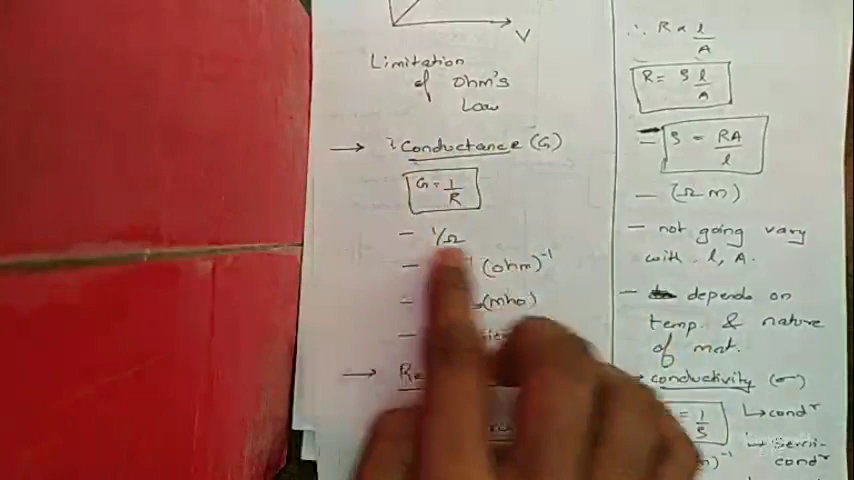 V
Limitation
of Ohm's
Law
→ Conductance (G)
G = 1/R
- 1/Ω
- (ohm)⁻¹
- (mho)
→
∴ R ∝ l/A
R = ρ l/A
- ρ = RA/l
- (Ω m)
- not going vary
with l, A.
- depends on
temp. & nature
of mat.
→ conductivity (σ)
= 1/ρ
↳ condʳ
↳ Semi-
condʳ